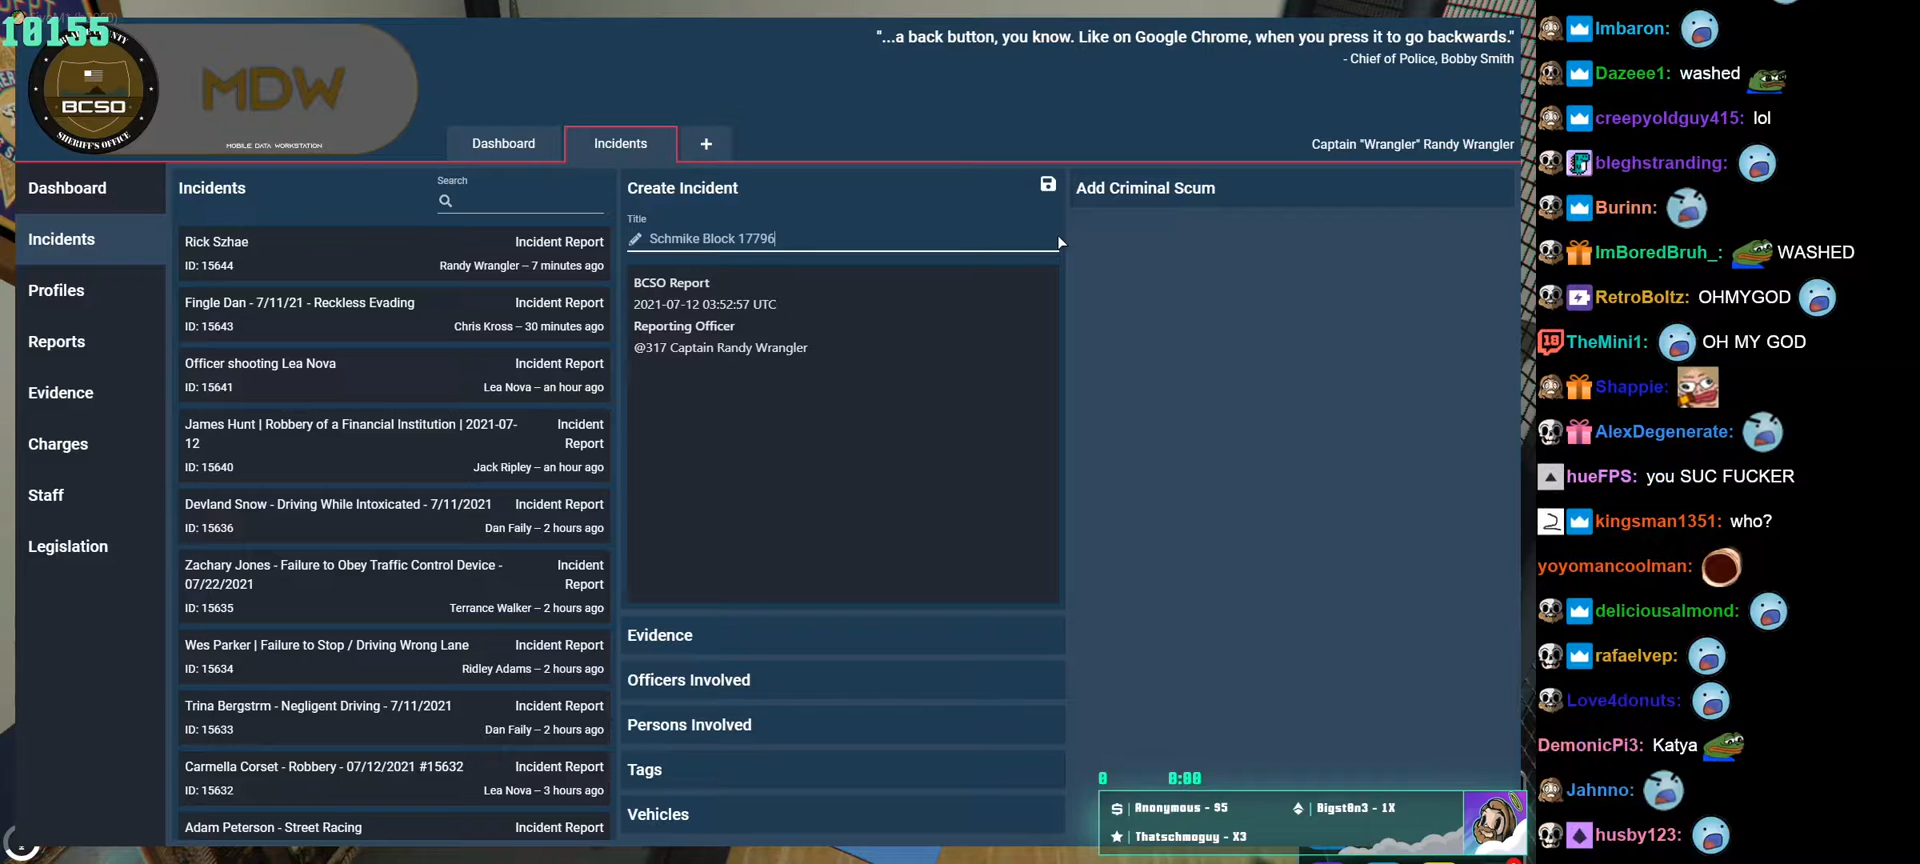 10155
BCSO
SHERIFF'S OFFICE
MDW
MOBILE DATA WORKSTATION
"...a back button, you know. Like on Google Chrome, when you press it to go backwards."
- Chief of Police, Bobby Smith
Dashboard
Incidents
+
Captain "Wrangler" Randy Wrangler
Dashboard
Incidents
Profiles
Reports
Evidence
Charges
Staff
Legislation
Incidents
Search
Rick Szhae Incident Report
ID: 15644 Randy Wrangler – 7 minutes ago
Fingle Dan - 7/11/21 - Reckless Evading Incident Report
ID: 15643 Chris Kross – 30 minutes ago
Officer shooting Lea Nova Incident Report
ID: 15641 Lea Nova – an hour ago
James Hunt | Robbery of a Financial Institution | 2021-07- Incident
12 Report
ID: 15640 Jack Ripley – an hour ago
Devland Snow - Driving While Intoxicated - 7/11/2021 Incident Report
ID: 15636 Dan Faily – 2 hours ago
Zachary Jones - Failure to Obey Traffic Control Device - Incident
07/22/2021 Report
ID: 15635 Terrance Walker – 2 hours ago
Wes Parker | Failure to Stop / Driving Wrong Lane Incident Report
ID: 15634 Ridley Adams – 2 hours ago
Trina Bergstrm - Negligent Driving - 7/11/2021 Incident Report
ID: 15633 Dan Faily – 2 hours ago
Carmella Corset - Robbery - 07/12/2021 #15632 Incident Report
ID: 15632 Lea Nova – 3 hours ago
Adam Peterson - Street Racing Incident Report
Create Incident
Title
Schmike Block 17796
BCSO Report
2021-07-12 03:52:57 UTC
Reporting Officer
@317 Captain Randy Wrangler
Evidence
Officers Involved
Persons Involved
Tags
Vehicles
Add Criminal Scum
0 0:00
Anonymous - 95 Bigst0n3 - 1X
Thatschmoguy - X3
Imbaron:
Dazeee1: washed
creepyoldguy415: lol
bleghstranding:
Burinn:
ImBoredBruh_: WASHED
RetroBoltz: OHMYGOD
TheMini1: OH MY GOD
Shappie:
AlexDegenerate:
hueFPS: you SUC FUCKER
kingsman1351: who?
yoyomancoolman:
deliciousalmond:
rafaelvep:
Love4donuts:
DemonicPi3: Katya
Jahnno:
husby123: